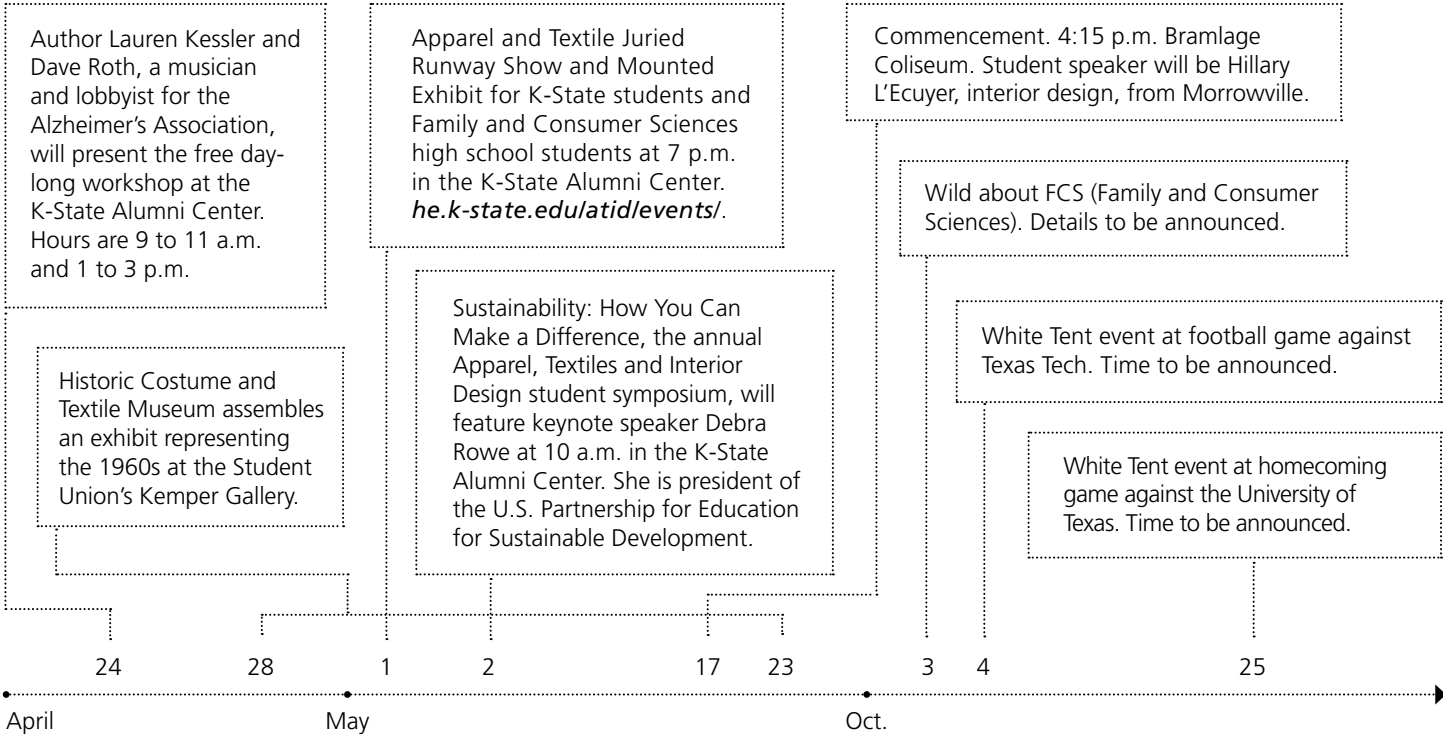 Author Lauren Kessler and
Dave Roth, a musician
and lobbyist for the
Alzheimer’s Association,
will present the free day-
long workshop at the
K-State Alumni Center.
Hours are 9 to 11 a.m.
and 1 to 3 p.m.
Historic Costume and
Textile Museum assembles
an exhibit representing
the 1960s at the Student
Union’s Kemper Gallery.
Apparel and Textile Juried
Runway Show and Mounted
Exhibit for K-State students and
Family and Consumer Sciences
high school students at 7 p.m.
in the K-State Alumni Center.
he.k-state.edu/atid/events/.
Sustainability: How You Can
Make a Difference, the annual
Apparel, Textiles and Interior
Design student symposium, will
feature keynote speaker Debra
Rowe at 10 a.m. in the K-State
Alumni Center. She is president of
the U.S. Partnership for Education
for Sustainable Development.
Commencement. 4:15 p.m. Bramlage
Coliseum. Student speaker will be Hillary
L’Ecuyer, interior design, from Morrowville.
Wild about FCS (Family and Consumer
Sciences). Details to be announced.
White Tent event at football game against
Texas Tech. Time to be announced.
White Tent event at homecoming
game against the University of
Texas. Time to be announced.
24 28 1 2 17 23 3 4 25
April May Oct.